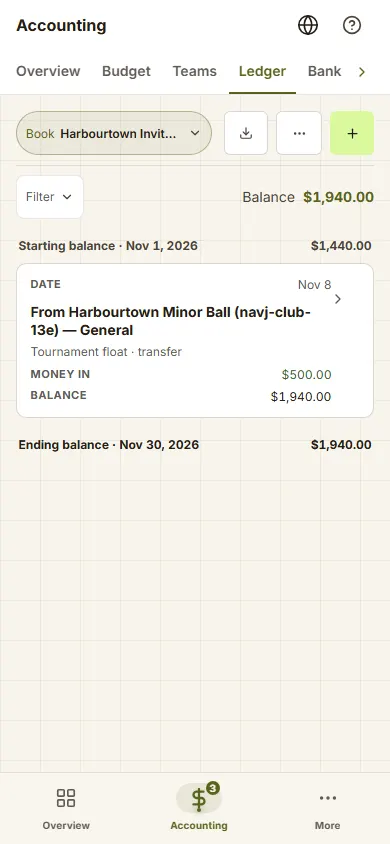 Accounting
Overview Budget Teams Ledger Bank
Book Harbourtown Invit...
Filter
Balance $1,940.00
Starting balance · Nov 1, 2026 $1,440.00
DATE Nov 8
From Harbourtown Minor Ball (navj-club-
13e) — General
Tournament float · transfer
MONEY IN $500.00
BALANCE $1,940.00
Ending balance · Nov 30, 2026 $1,940.00
3
Overview Accounting More